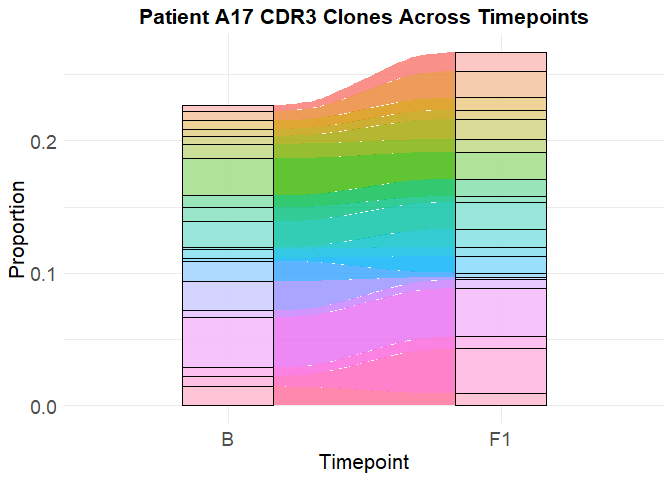 Patient A17 CDR3 Clones Across Timepoints
Proportion
0.2
0.1
0.0
B F1
Timepoint